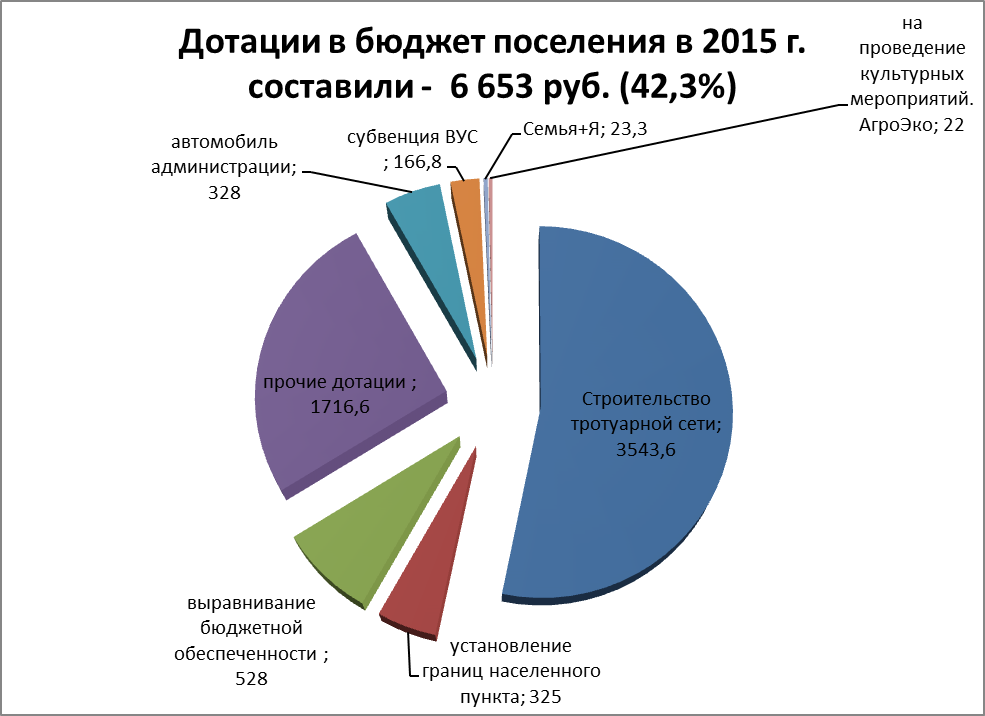 Дотации в бюджет поселения в 2015 г.
составили -  6 653 руб. (42,3%)
на
проведение
культурных
мероприятий.
АгроЭко; 22
Семья+Я; 23,3
субвенция ВУС
; 166,8
автомобиль
администрации;
328
прочие дотации ;
1716,6
Строительство
тротуарной сети;
3543,6
выравнивание
бюджетной
обеспеченности ;
528
установление
границ населенного
пункта; 325